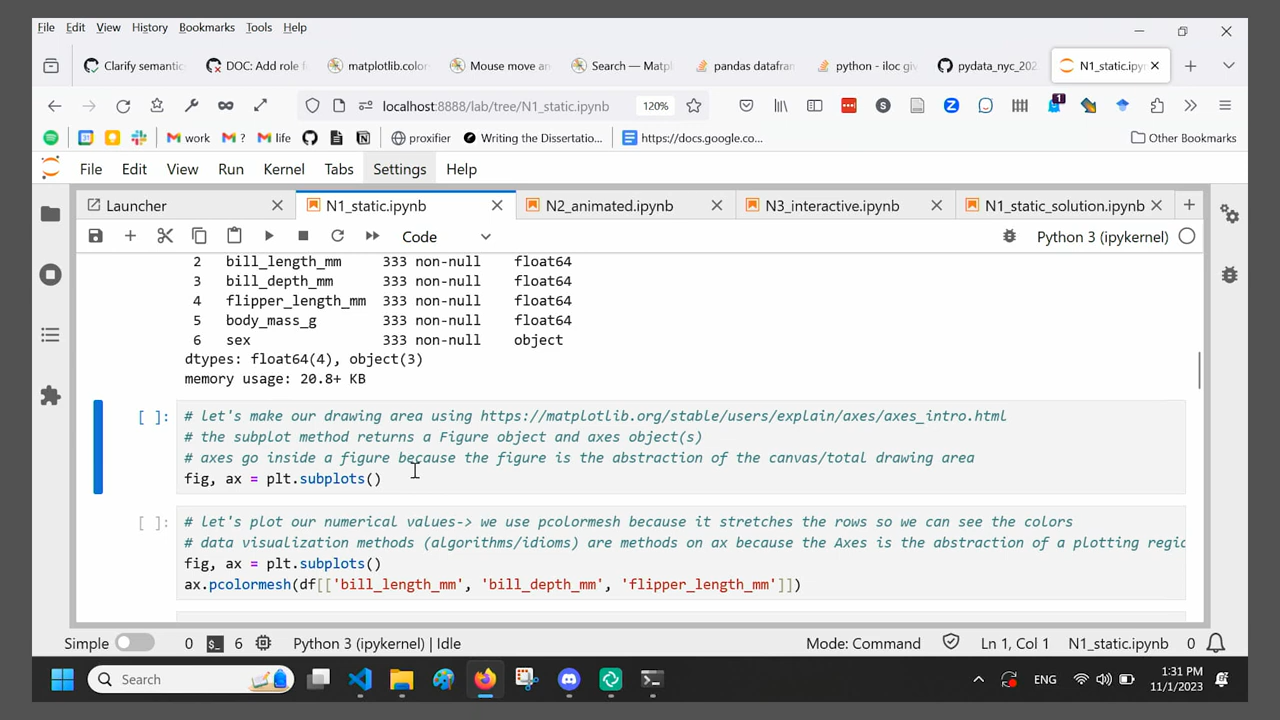 File Edit View History Bookmarks Tools Help
Clarify semantic
DOC: Add role f
matplotlib.color
Mouse move an
Search — Matpl
pandas datafran
python - iloc giv
pydata_nyc_202
N1_static.ipyn
localhost:8888/lab/tree/N1_static.ipynb 120%
1
work ? life proxifier Writing the Dissertatio... https://docs.google.co... Other Bookmarks
File Edit View Run Kernel Tabs Settings Help
Launcher N1_static.ipynb N2_animated.ipynb N3_interactive.ipynb N1_static_solution.ipynb
Code Python 3 (ipykernel)
2 bill_length_mm 333 non-null float64
3 bill_depth_mm 333 non-null float64
4 flipper_length_mm 333 non-null float64
5 body_mass_g 333 non-null float64
6 sex 333 non-null object
dtypes: float64(4), object(3)
memory usage: 20.8+ KB
[ ]: # let's make our drawing area using https://matplotlib.org/stable/users/explain/axes/axes_intro.html
# the subplot method returns a Figure object and axes object(s)
# axes go inside a figure because the figure is the abstraction of the canvas/total drawing area
fig, ax = plt.subplots()
[ ]: # let's plot our numerical values-> we use pcolormesh because it stretches the rows so we can see the colors
# data visualization methods (algorithms/idioms) are methods on ax because the Axes is the abstraction of a plotting regio
fig, ax = plt.subplots()
ax.pcolormesh(df[['bill_length_mm', 'bill_depth_mm', 'flipper_length_mm']])
Simple 0 6 Python 3 (ipykernel) | Idle Mode: Command Ln 1, Col 1 N1_static.ipynb 0
Search ENG 1:31 PM
11/1/2023